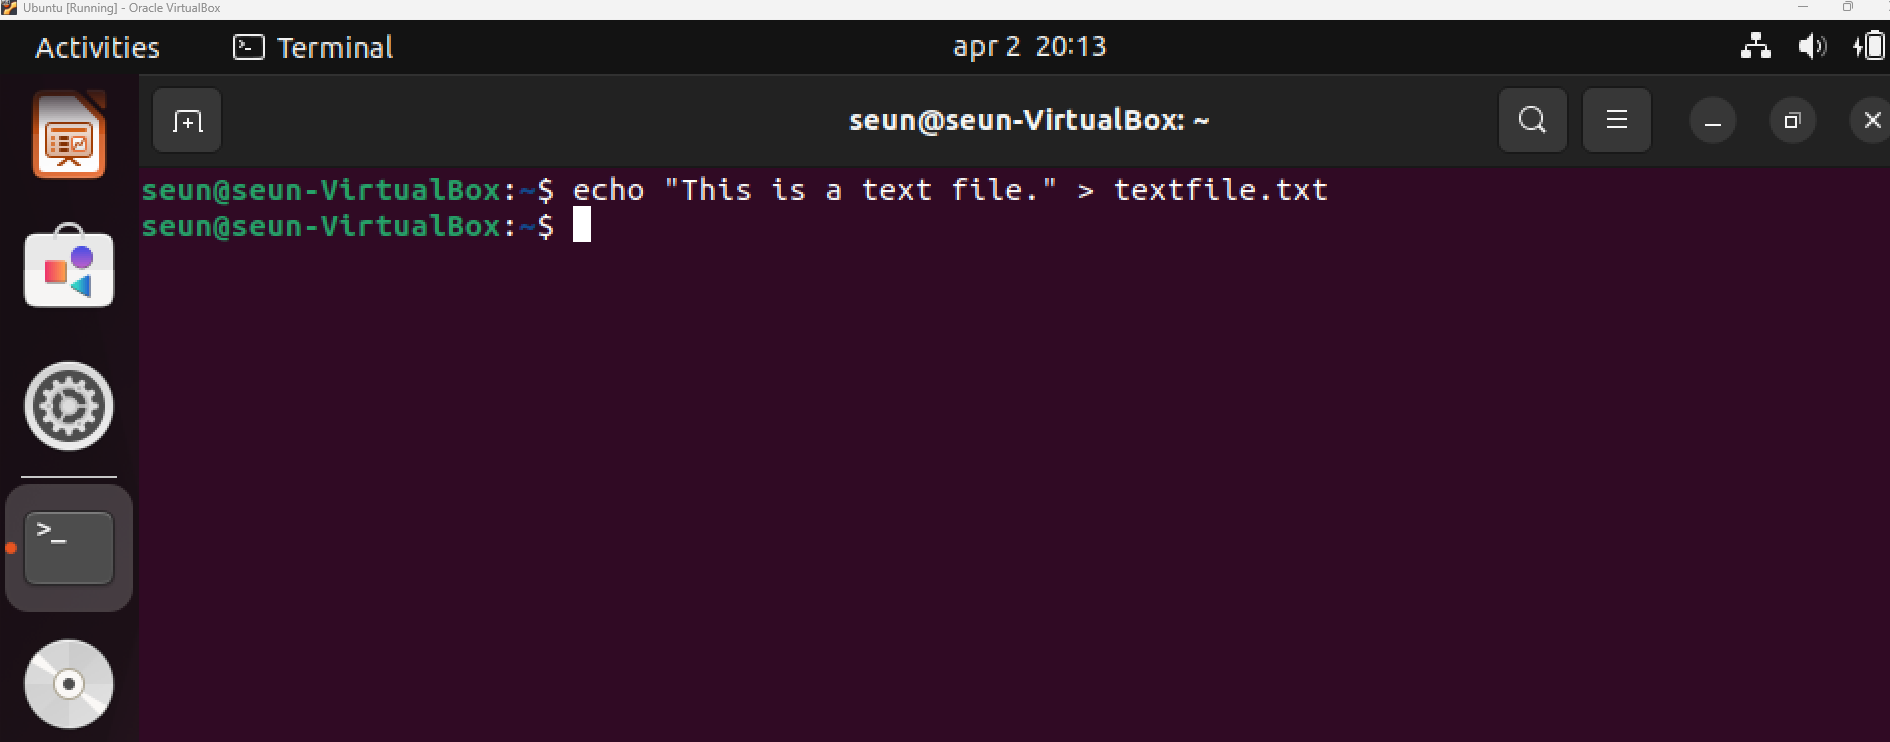 Ubuntu [Running] - Oracle VirtualBox
Activities
Terminal
apr 2 20:13
seun@seun-VirtualBox: ~
seun@seun-VirtualBox:~$ echo "This is a text file." > textfile.txt
seun@seun-VirtualBox:~$
>_